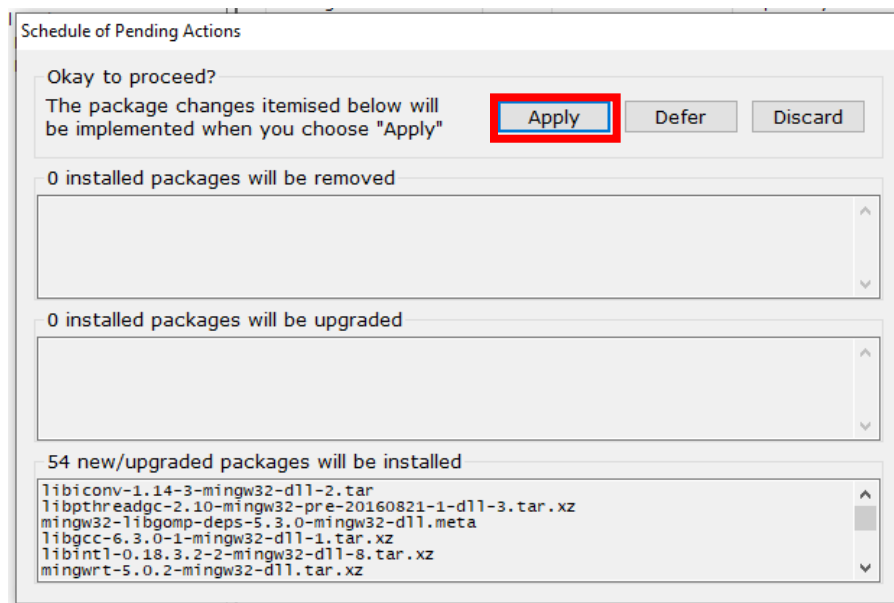 Schedule of Pending Actions
Okay to proceed?
The package changes itemised below will
be implemented when you choose "Apply"
Apply
Defer
Discard
0 installed packages will be removed
0 installed packages will be upgraded
54 new/upgraded packages will be installed
libiconv-1.14-3-mingw32-dll-2.tar
libpthreadgc-2.10-mingw32-pre-20160821-1-dll-3.tar.xz
mingw32-libgomp-deps-5.3.0-mingw32-dll.meta
libgcc-6.3.0-1-mingw32-dll-1.tar.xz
libintl-0.18.3.2-2-mingw32-dll-8.tar.xz
mingwrt-5.0.2-mingw32-dll.tar.xz